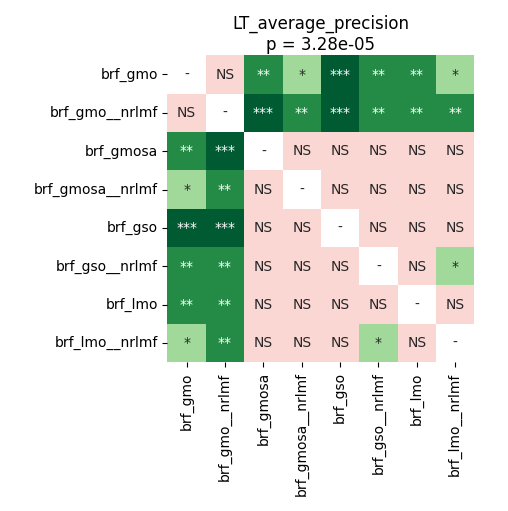 LT_average_precision
p = 3.28e-05
brf_gmo - NS ** * *** ** ** *
brf_gmo__nrlmf NS - *** ** *** ** ** **
brf_gmosa ** *** - NS NS NS NS NS
brf_gmosa__nrlmf * ** NS - NS NS NS NS
brf_gso *** *** NS NS - NS NS NS
brf_gso__nrlmf ** ** NS NS NS - NS *
brf_lmo ** ** NS NS NS NS - NS
brf_lmo__nrlmf * ** NS NS NS * NS -
brf_gmo
brf_gmo__nrlmf
brf_gmosa
brf_gmosa__nrlmf
brf_gso
brf_gso__nrlmf
brf_lmo
brf_lmo__nrlmf